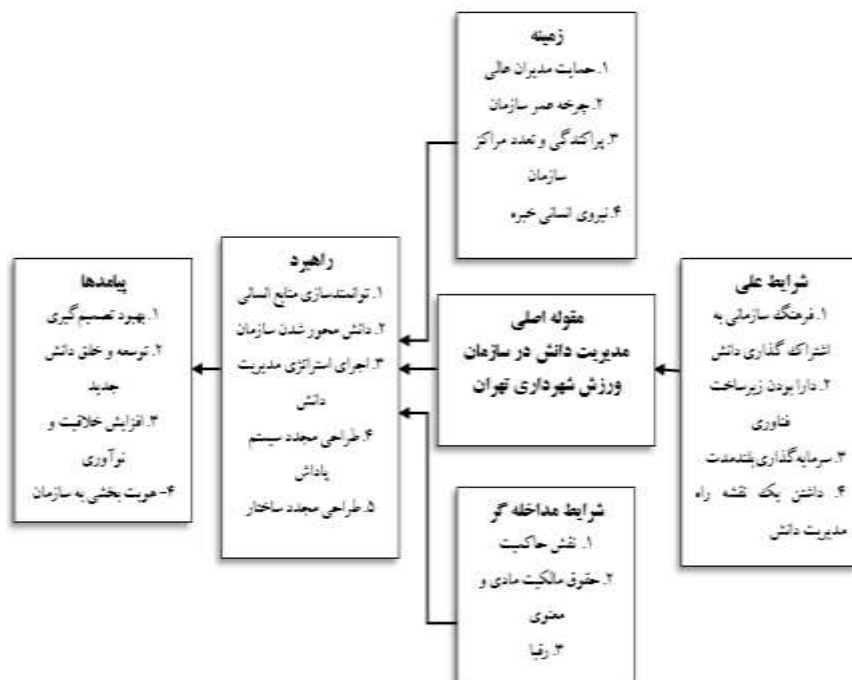 زمینه
۱. حمایت مدیران عالی
۲. چرخه عمر سازمان
۳. پراکندگی و تعدد مراکز
سازمان
۴. نیروی انسانی خبره
شرایط علی
۱. فرهنگ سازمانی به
اشتراک گذاری دانش
۲. دارا بودن زیرساخت
فناوری
۳. سرمایه‌گذاری بلندمدت
۴. داشتن یک نقشه راه
مدیریت دانش
مقوله اصلی
مدیریت دانش در سازمان
ورزش شهرداری تهران
شرایط مداخله گر
۱. نقش حاکمیت
۲. حقوق مالکیت مادی و
معنوی
۳. رقبا
راهبرد
۱. توانمندسازی منابع انسانی
۲. دانش محور شدن سازمان
۳. اجرای استراتژی مدیریت
دانش
۴. طراحی مجدد سیستم
پاداش
۵. طراحی مجدد ساختار
پیامدها
۱. بهبود تصمیم‌گیری
۲. توسعه و خلق دانش
جدید
۳. افزایش خلاقیت و
نوآوری
۴- هویت بخشی به سازمان